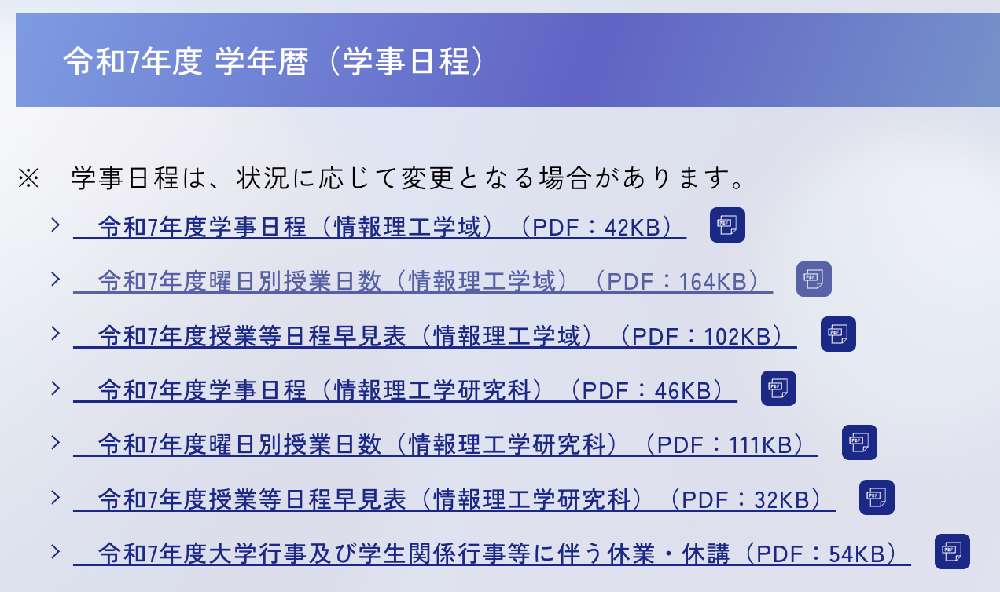 令和7年度 学年暦（学事日程）
※　学事日程は、状況に応じて変更となる場合があります。
令和7年度学事日程（情報理工学域）（PDF：42KB）
令和7年度曜日別授業日数（情報理工学域）（PDF：164KB）
令和7年度授業等日程早見表（情報理工学域）（PDF：102KB）
令和7年度学事日程（情報理工学研究科）（PDF：46KB）
令和7年度曜日別授業日数（情報理工学研究科）（PDF：111KB）
令和7年度授業等日程早見表（情報理工学研究科）（PDF：32KB）
令和7年度大学行事及び学生関係行事等に伴う休業・休講（PDF：54KB）